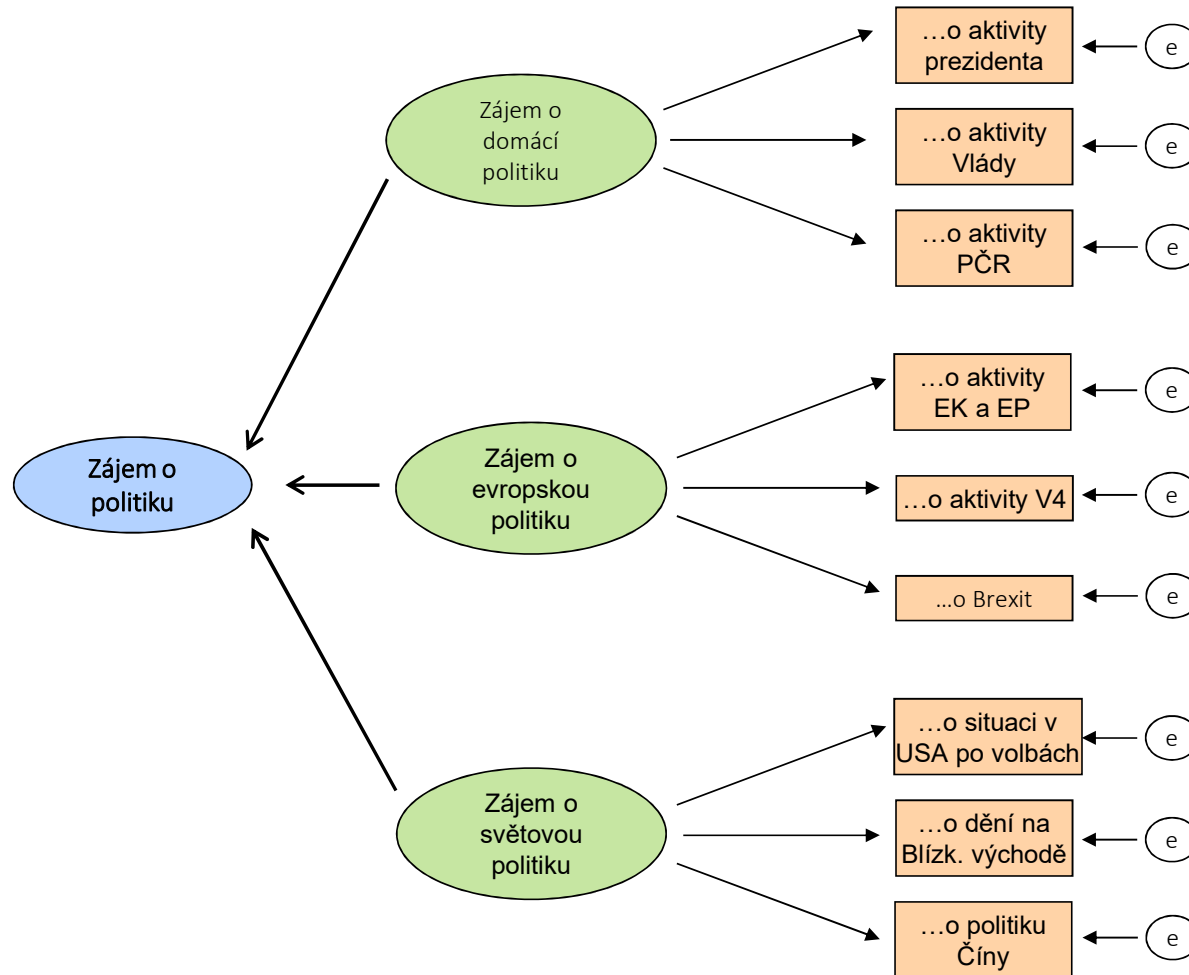 …o aktivity
prezidenta
e
Zájem o
domácí
politiku
…o aktivity
Vlády
e
…o aktivity
PČR
e
…o aktivity
EK a EP
e
Zájem o
politiku
Zájem o
evropskou
politiku
…o aktivity V4
e
...o Brexit
e
…o situaci v
USA po volbách
e
Zájem o
světovou
politiku
…o dění na
Blízk. východě
e
…o politiku
Číny
e